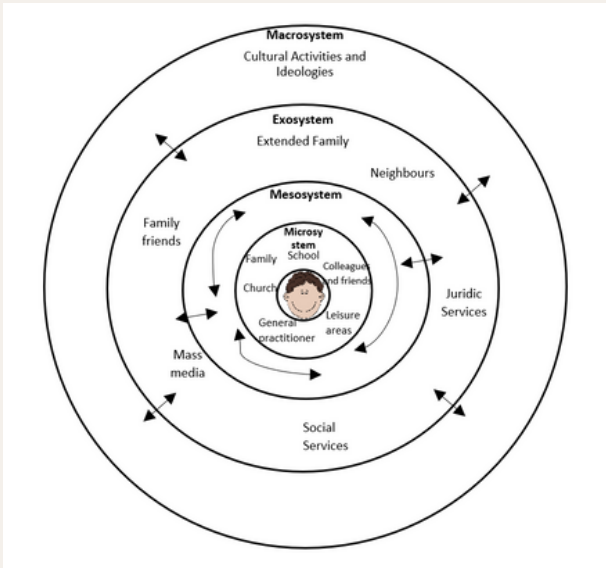 Macrosystem
Cultural Activities and
Ideologies
Exosystem
Extended Family
Neighbours
Mesosystem
Family
friends
Microsy
stem
School
Family
Colleagues
and friends
Church
Leisure
areas
General
practitioner
Juridic
Services
Mass
media
Social
Services